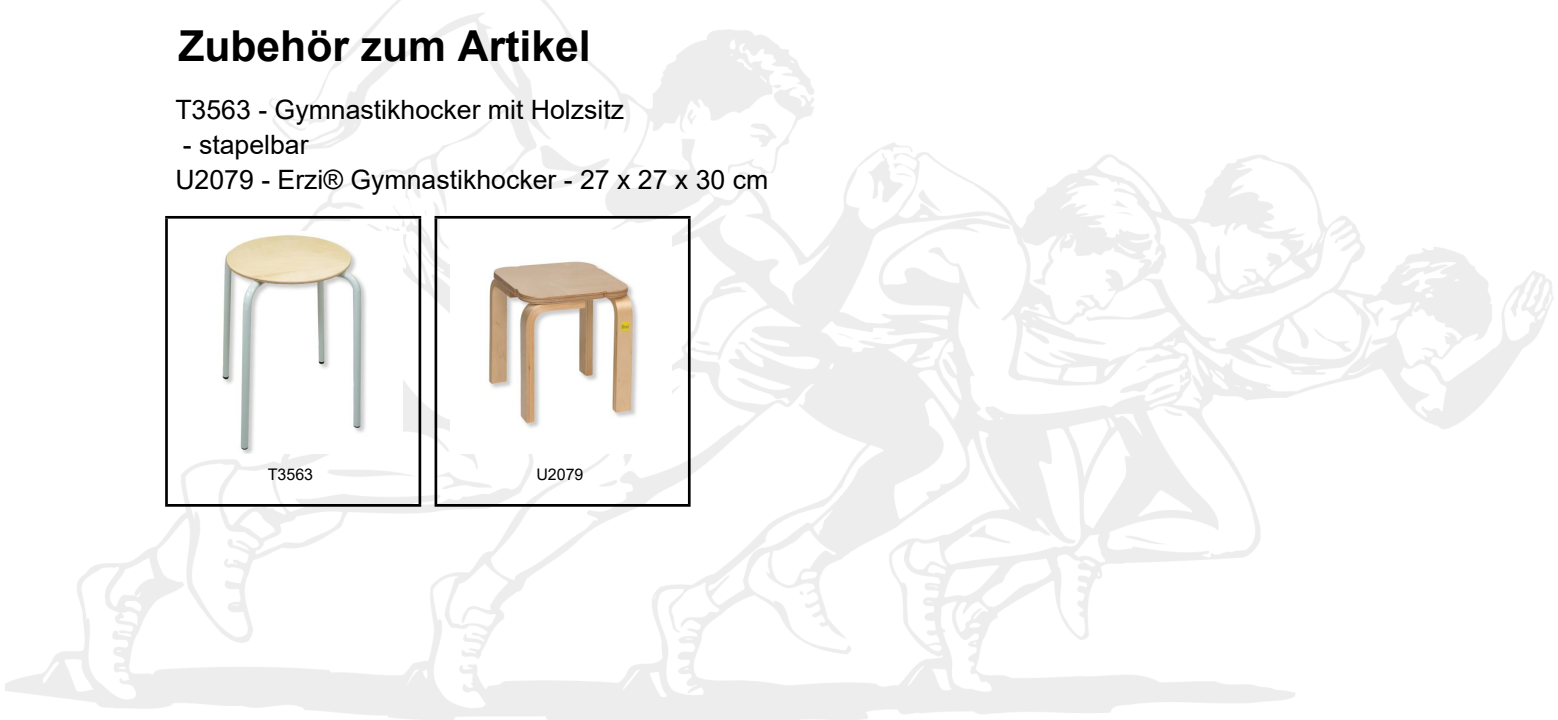 Zubehör zum Artikel
T3563 - Gymnastikhocker mit Holzsitz
- stapelbar
U2079 - Erzi® Gymnastikhocker - 27 x 27 x 30 cm
T3563
U2079